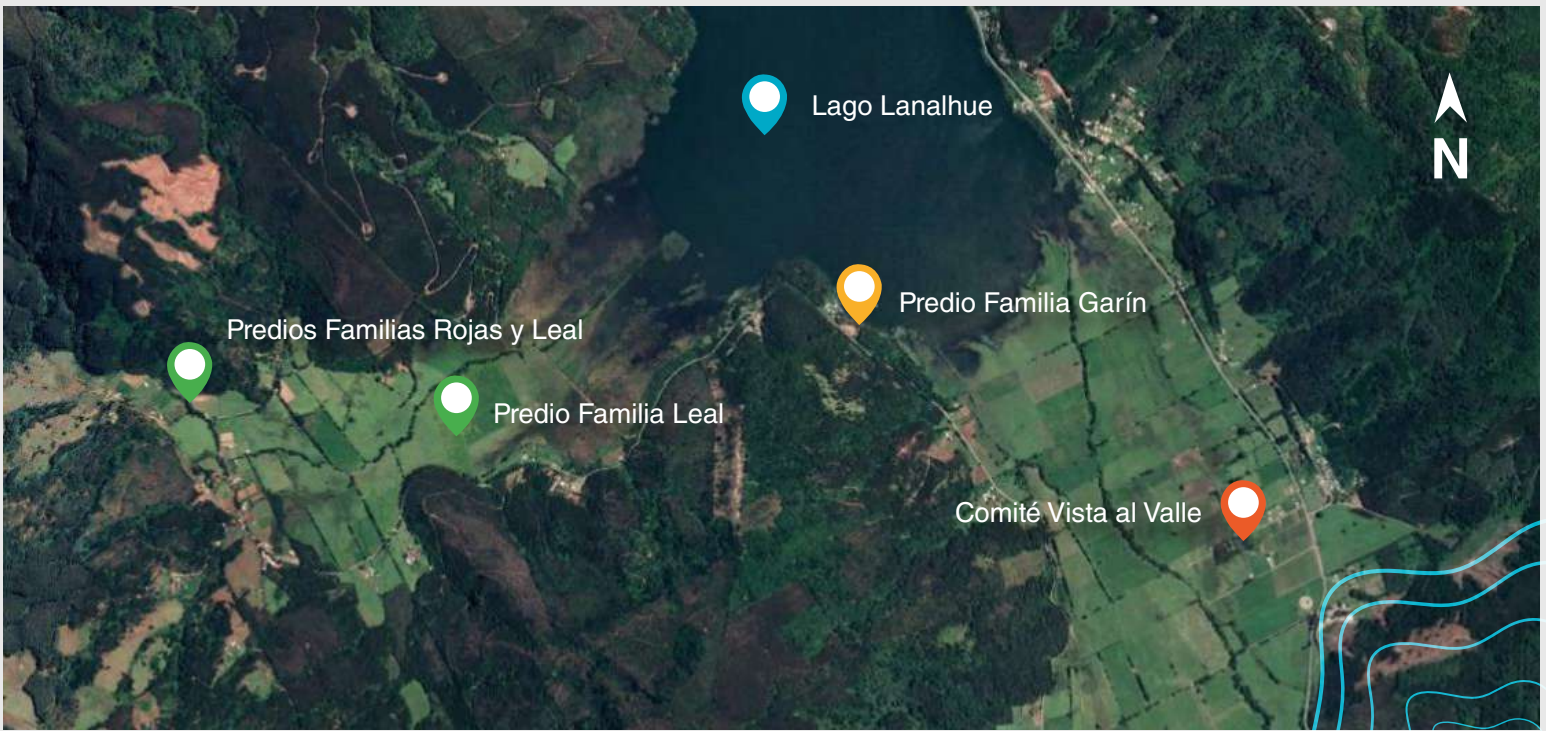 Lago Lanalhue
N
Predio Familia Garín
Predios Familias Rojas y Leal
Predio Familia Leal
Comité Vista al Valle